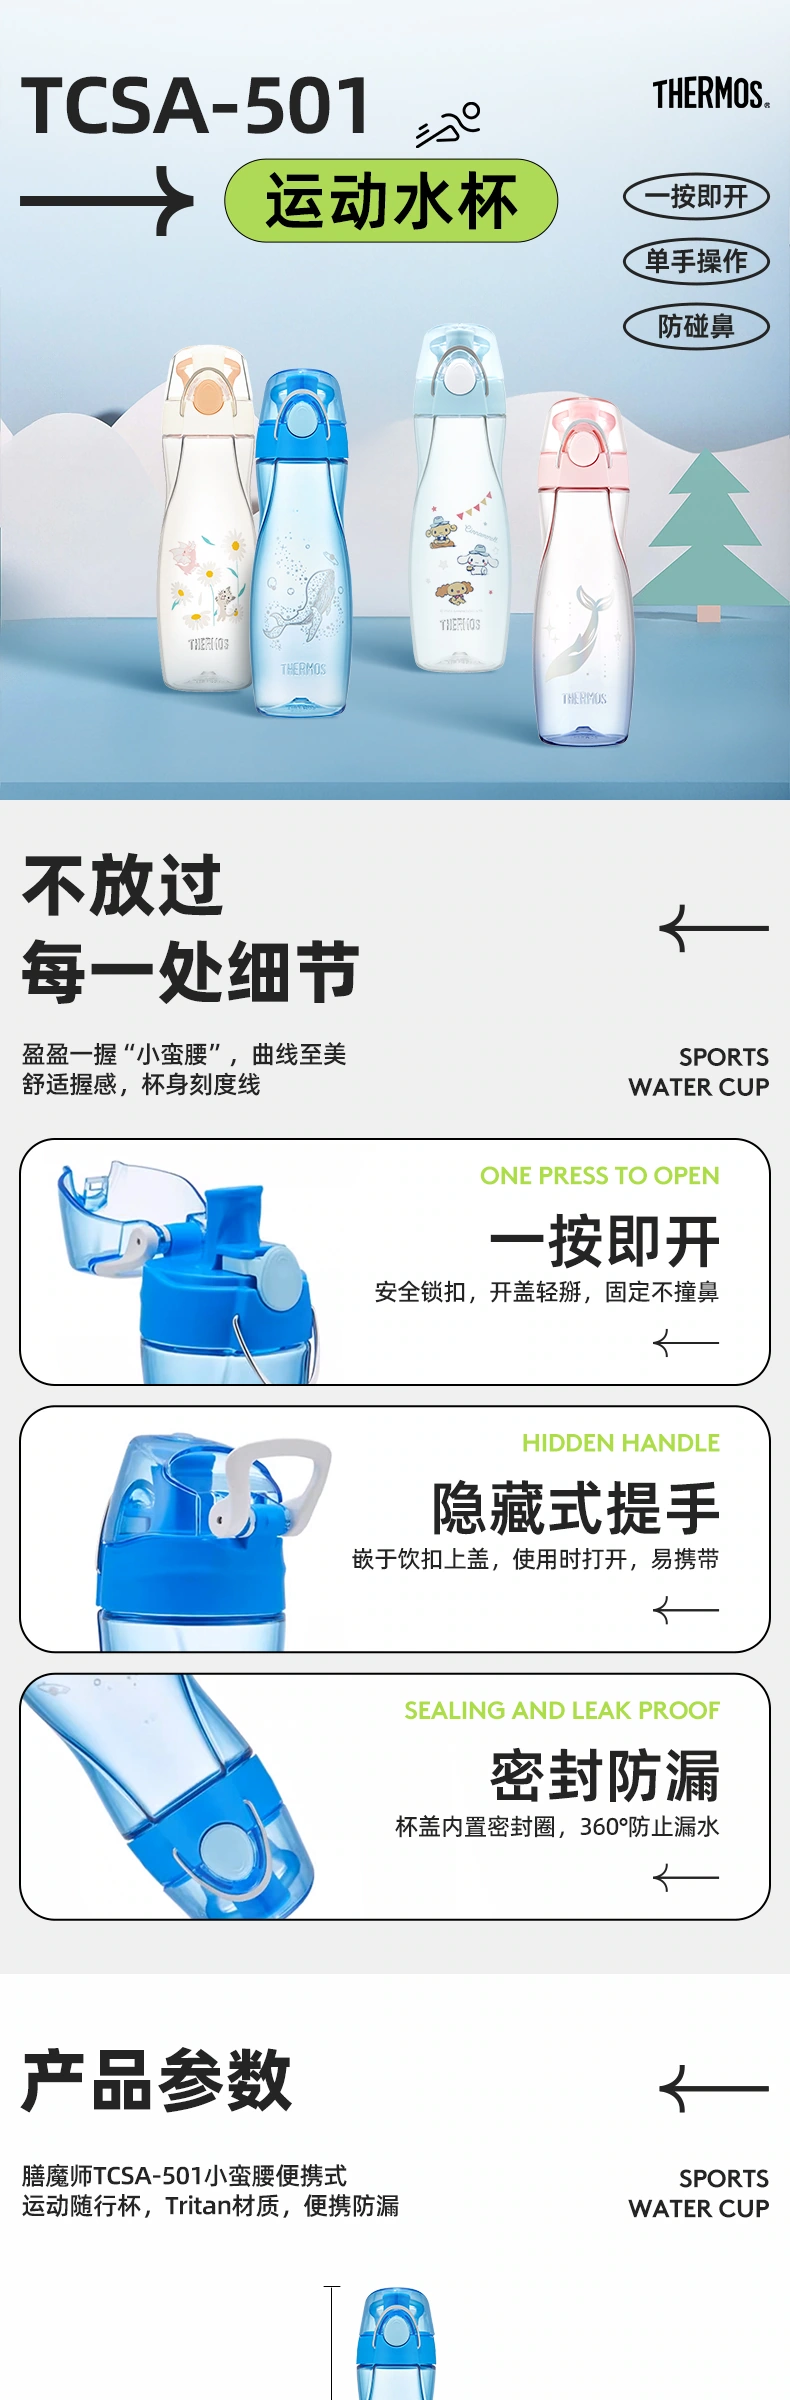 TCSA-501
THERMOS
运动水杯
一按即开
单手操作
防碰鼻
THERMOS
THERMOS
THERMOS
THERMOS
不放过
每一处细节
盈盈一握“小蛮腰”，曲线至美
舒适握感，杯身刻度线
SPORTS
WATER CUP
ONE PRESS TO OPEN
一按即开
安全锁扣，开盖轻掰，固定不撞鼻
HIDDEN HANDLE
隐藏式提手
嵌于饮扣上盖，使用时打开，易携带
SEALING AND LEAK PROOF
密封防漏
杯盖内置密封圈，360°防止漏水
产品参数
膳魔师TCSA-501小蛮腰便携式
运动随行杯，Tritan材质，便携防漏
SPORTS
WATER CUP